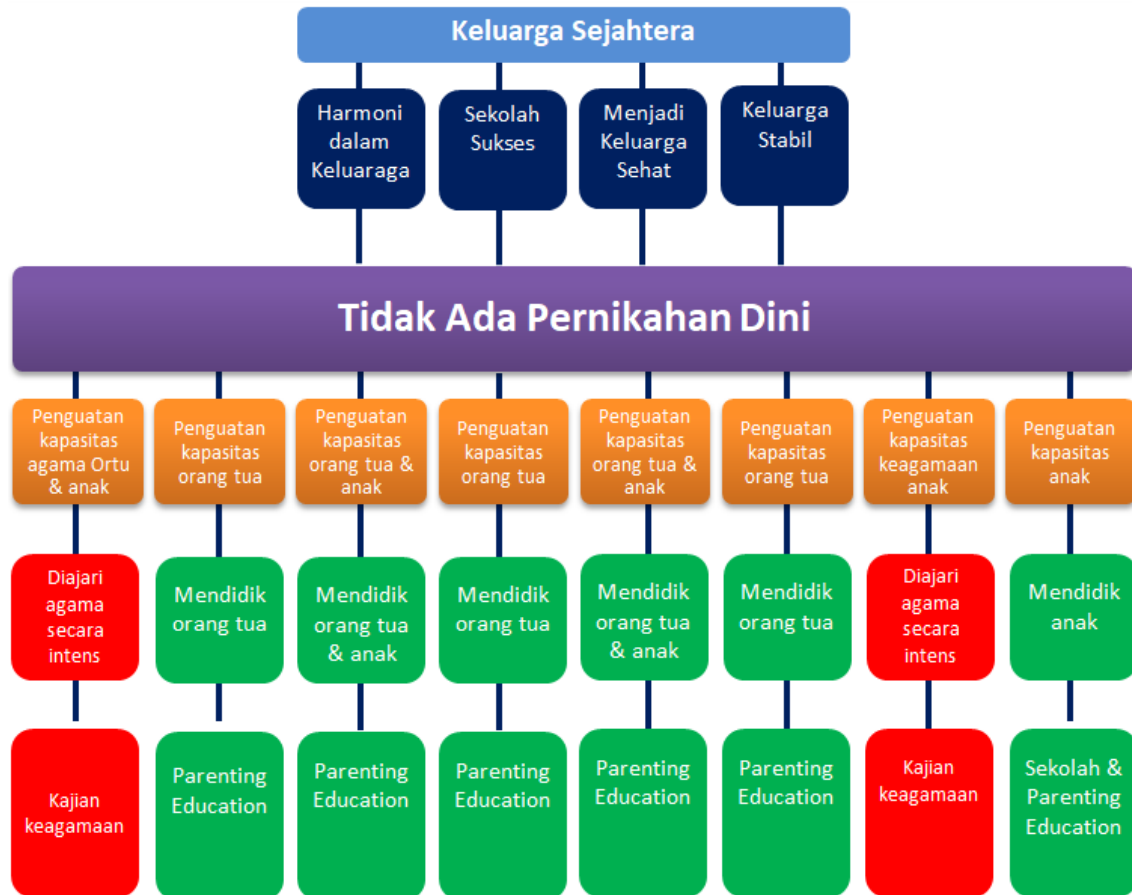 Keluarga Sejahtera
Harmoni
dalam
Keluaraga
Sekolah
Sukses
Menjadi
Keluarga
Sehat
Keluarga
Stabil
Tidak Ada Pernikahan Dini
Penguatan
kapasitas
agama Ortu
& anak
Penguatan
kapasitas
orang tua
Penguatan
kapasitas
orang tua &
anak
Penguatan
kapasitas
orang tua
Penguatan
kapasitas
orang tua &
anak
Penguatan
kapasitas
orang tua
Penguatan
kapasitas
keagamaan
anak
Penguatan
kapasitas
anak
Diajari
agama
secara
intens
Mendidik
orang tua
Mendidik
orang tua
& anak
Mendidik
orang tua
Mendidik
orang tua
& anak
Mendidik
orang tua
Diajari
agama
secara
intens
Mendidik
anak
Kajian
keagamaan
Parenting
Education
Parenting
Education
Parenting
Education
Parenting
Education
Parenting
Education
Kajian
keagamaan
Sekolah &
Parenting
Education